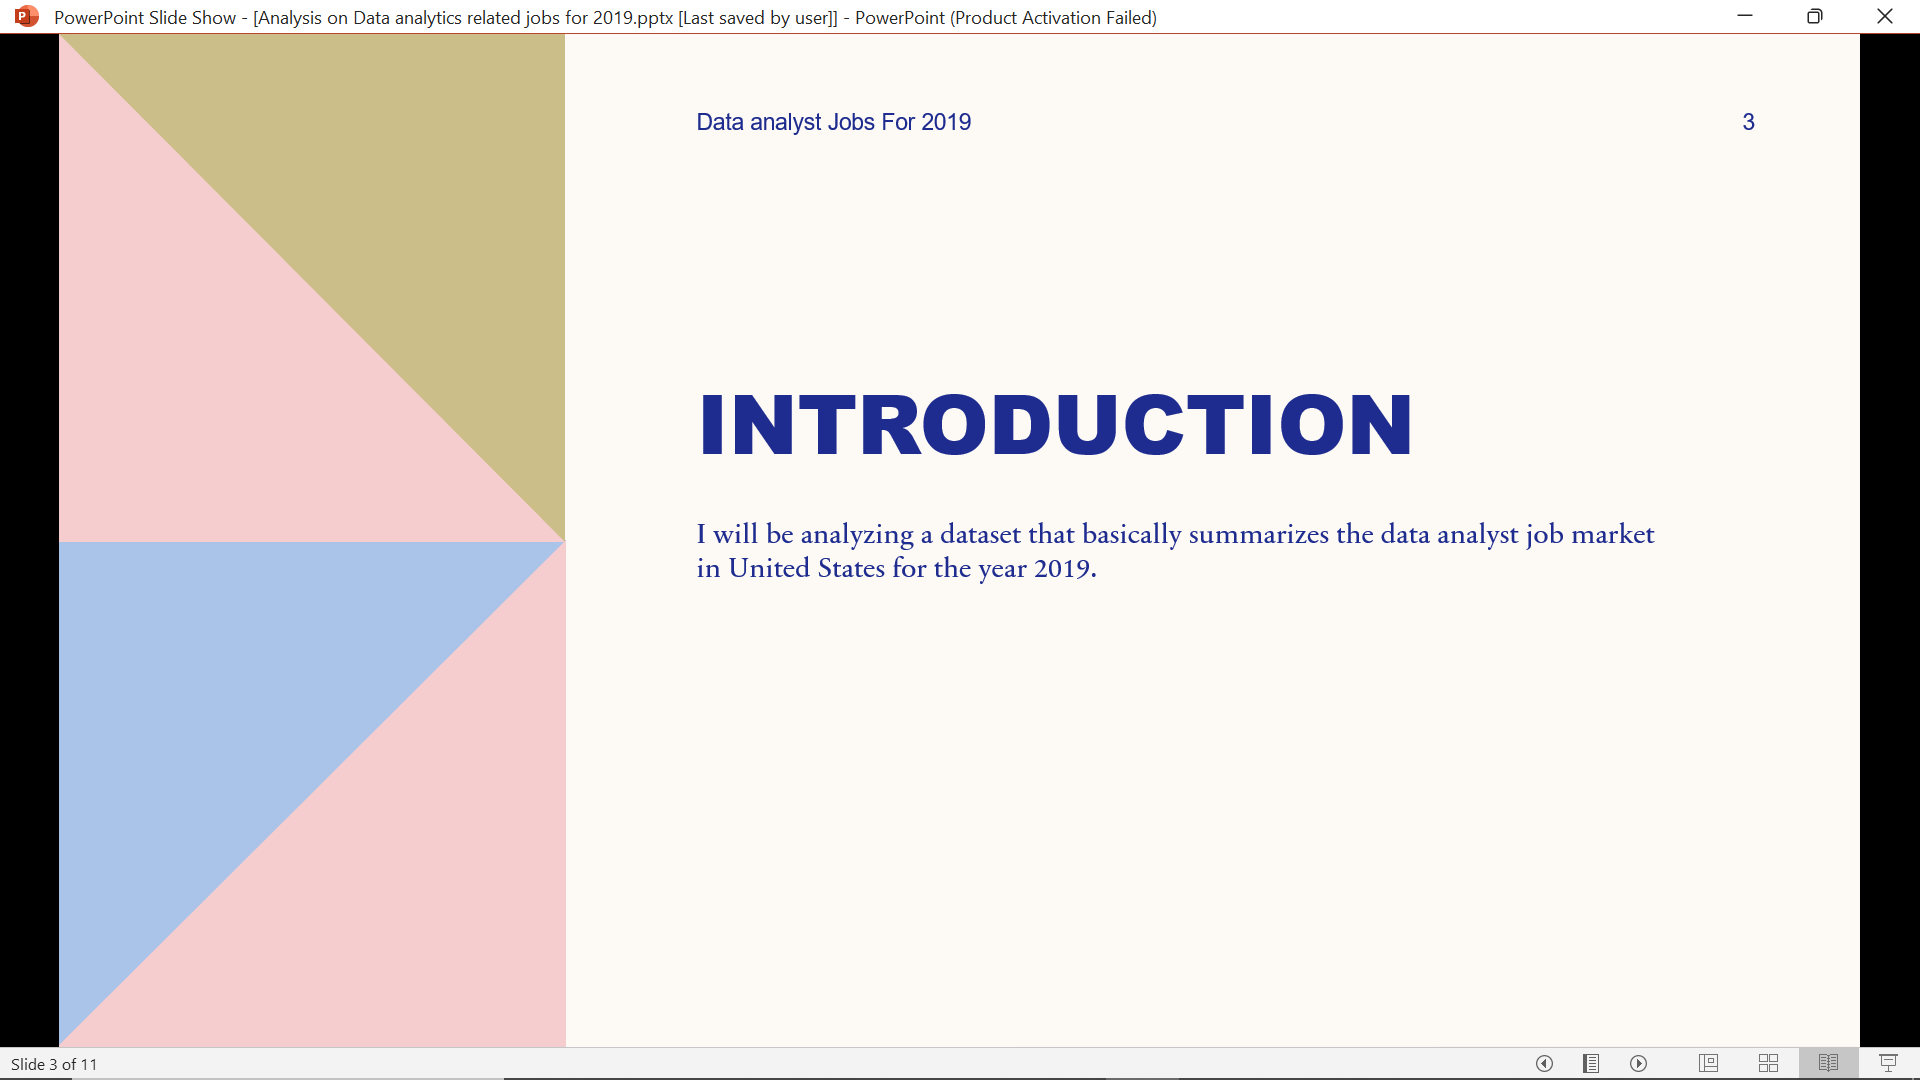 PowerPoint Slide Show - [Analysis on Data analytics related jobs for 2019.pptx [Last saved by user]] - PowerPoint (Product Activation Failed)
Data analyst Jobs For 2019
3
INTRODUCTION
I will be analyzing a dataset that basically summarizes the data analyst job market
in United States for the year 2019.
Slide 3 of 11